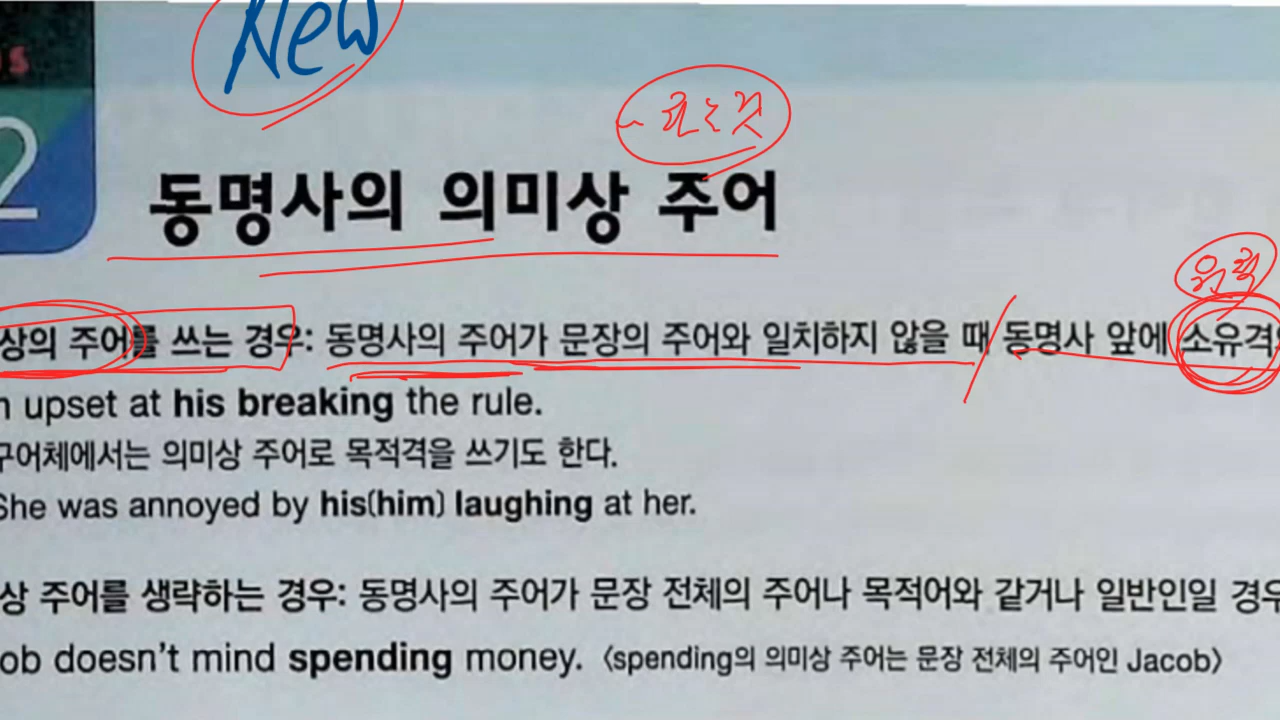 New
2
동명사의 의미상 주어
상의 주어를 쓰는 경우: 동명사의 주어가 문장의 주어와 일치하지 않을 때 동명사 앞에 소유격
upset at his breaking the rule.
구어체에서는 의미상 주어로 목적격을 쓰기도 한다.
She was annoyed by his(him) laughing at her.
상 주어를 생략하는 경우: 동명사의 주어가 문장 전체의 주어나 목적어와 같거나 일반인일 경우
ob doesn't mind spending money. 〈spending의 의미상 주어는 문장 전체의 주어인 Jacob〉